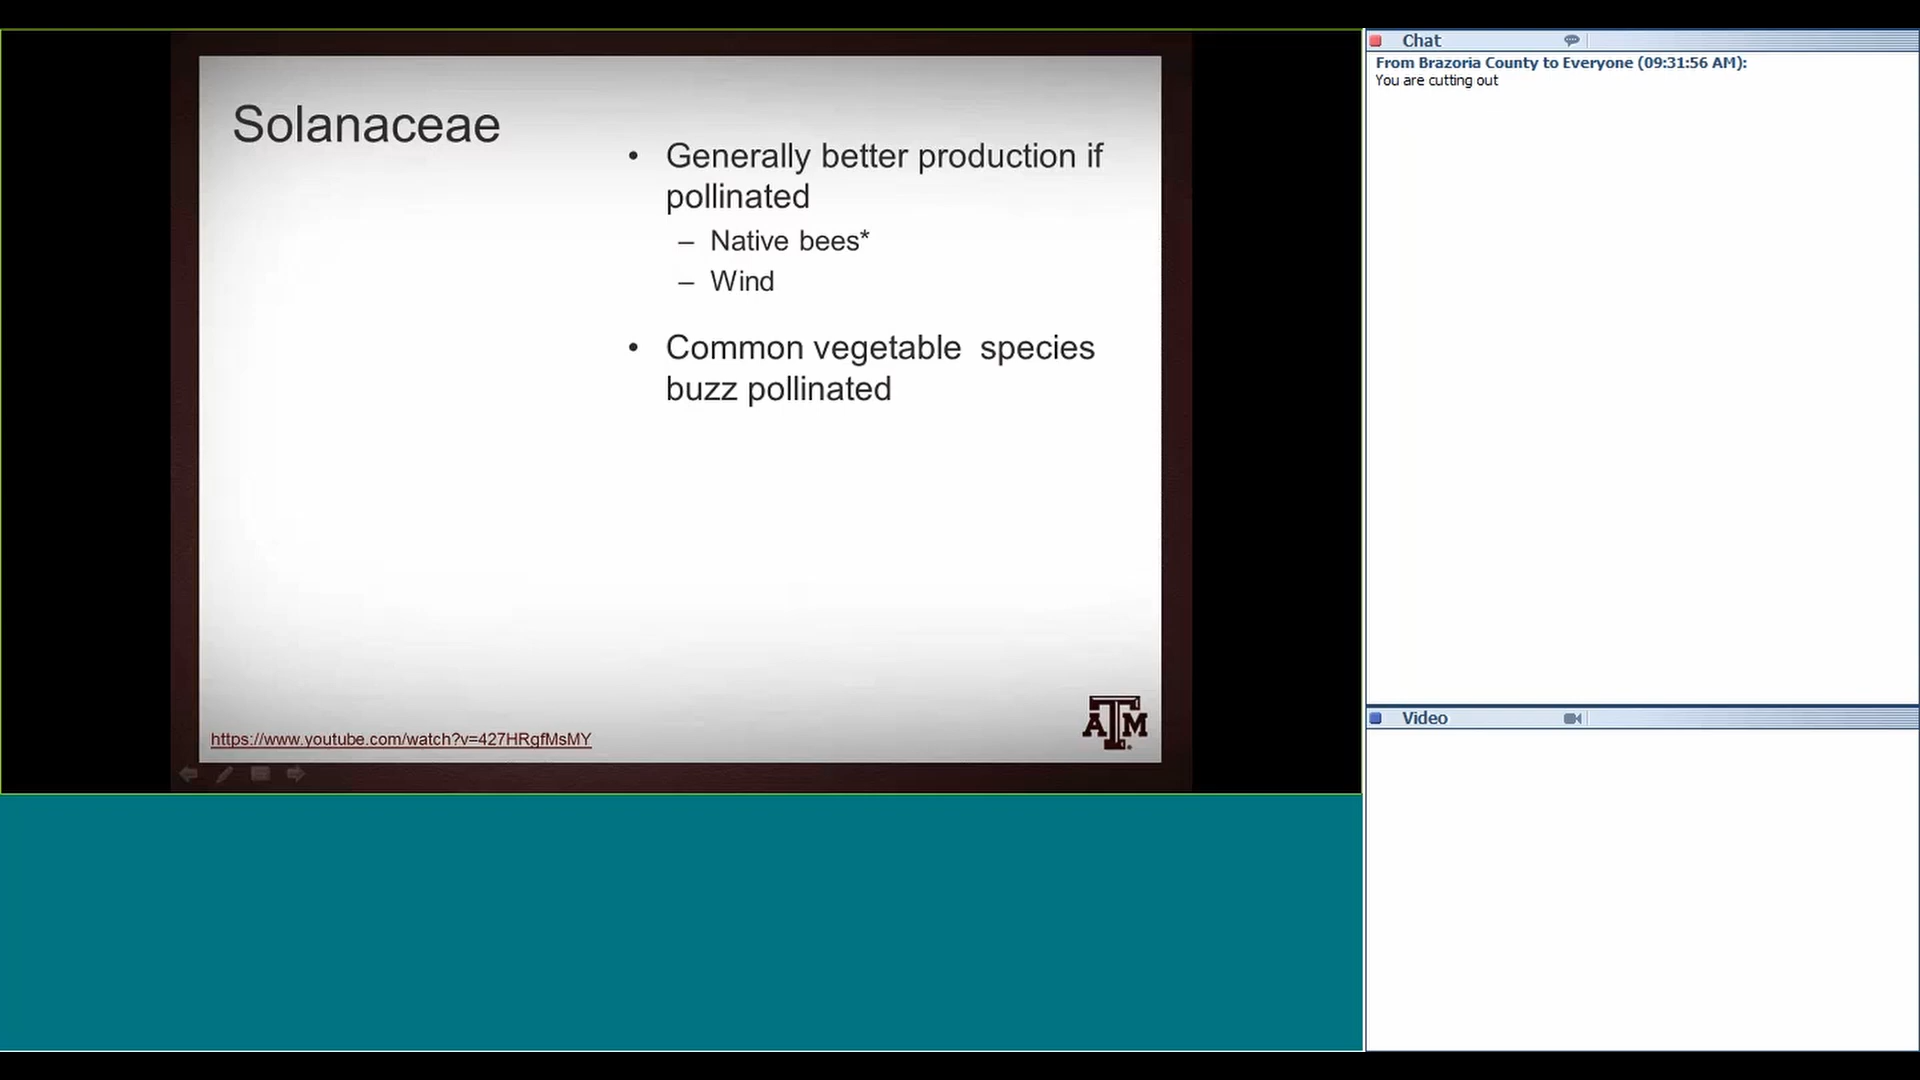 Solanaceae
• Generally better production if
pollinated
– Native bees*
– Wind
• Common vegetable  species
buzz pollinated
https://www.youtube.com/watch?v=427HRgfMsMY
ATM
Chat
From Brazoria County to Everyone (09:31:56 AM):
You are cutting out
Video